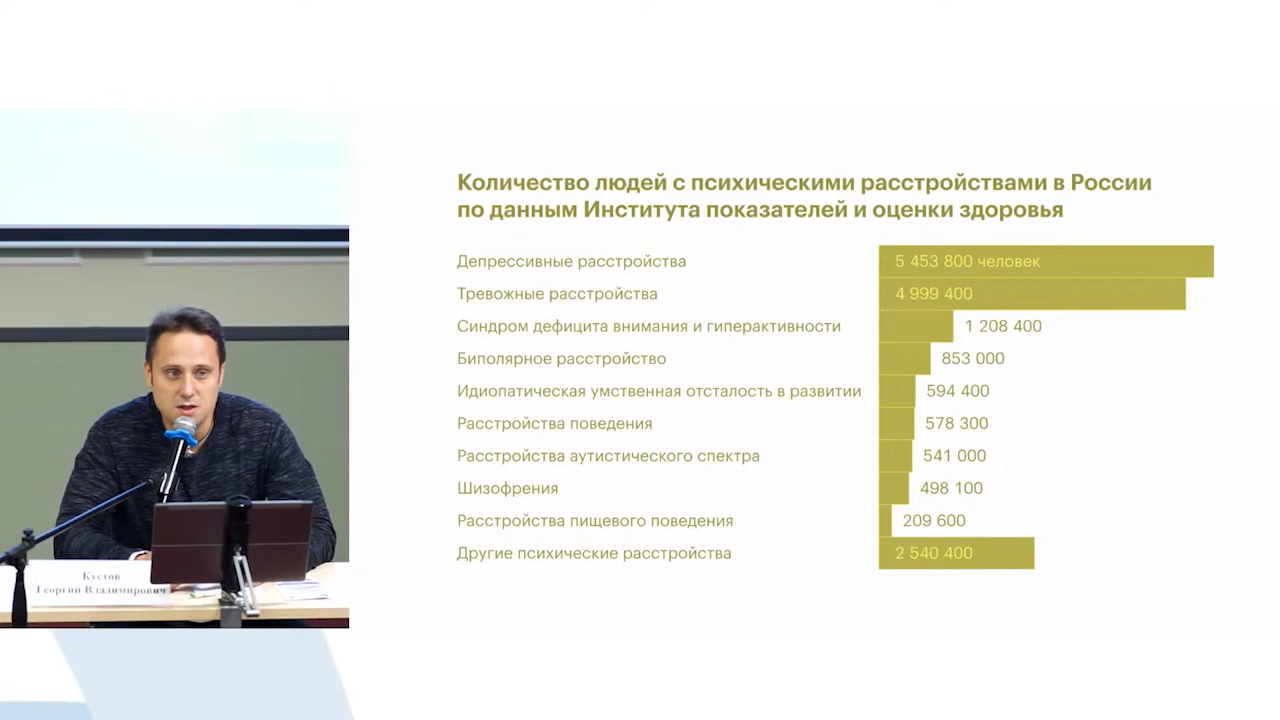 Количество людей с психическими расстройствами в России
по данным Института показателей и оценки здоровья
Депрессивные расстройства 5 453 800 человек
Тревожные расстройства 4 999 400
Синдром дефицита внимания и гиперактивности 1 208 400
Биполярное расстройство 853 000
Идиопатическая умственная отсталость в развитии 594 400
Расстройства поведения 578 300
Расстройства аутистического спектра 541 000
Шизофрения 498 100
Расстройства пищевого поведения 209 600
Другие психические расстройства 2 540 400
Кустов
Георгий Владимирович